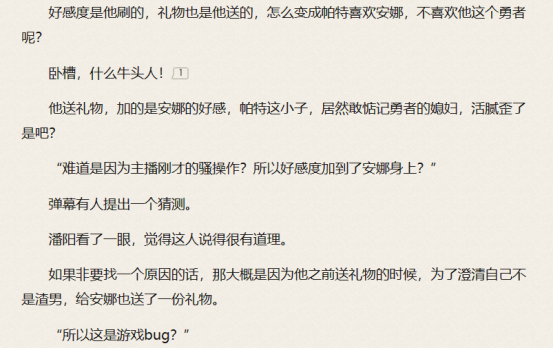 好感度是他刷的，礼物也是他送的，怎么变成帕特喜欢安娜，不喜欢他这个勇者
呢？
卧槽，什么牛头人！1
他送礼物，加的是安娜的好感，帕特这小子，居然敢惦记勇者的媳妇，活腻歪了
是吧？
“难道是因为主播刚才的骚操作？所以好感度加到了安娜身上？”
弹幕有人提出一个猜测。
潘阳看了一眼，觉得这人说得很有道理。
如果非要找一个原因的话，那大概是因为他之前送礼物的时候，为了澄清自己不
是渣男，给安娜也送了一份礼物。
“所以这是游戏bug？”